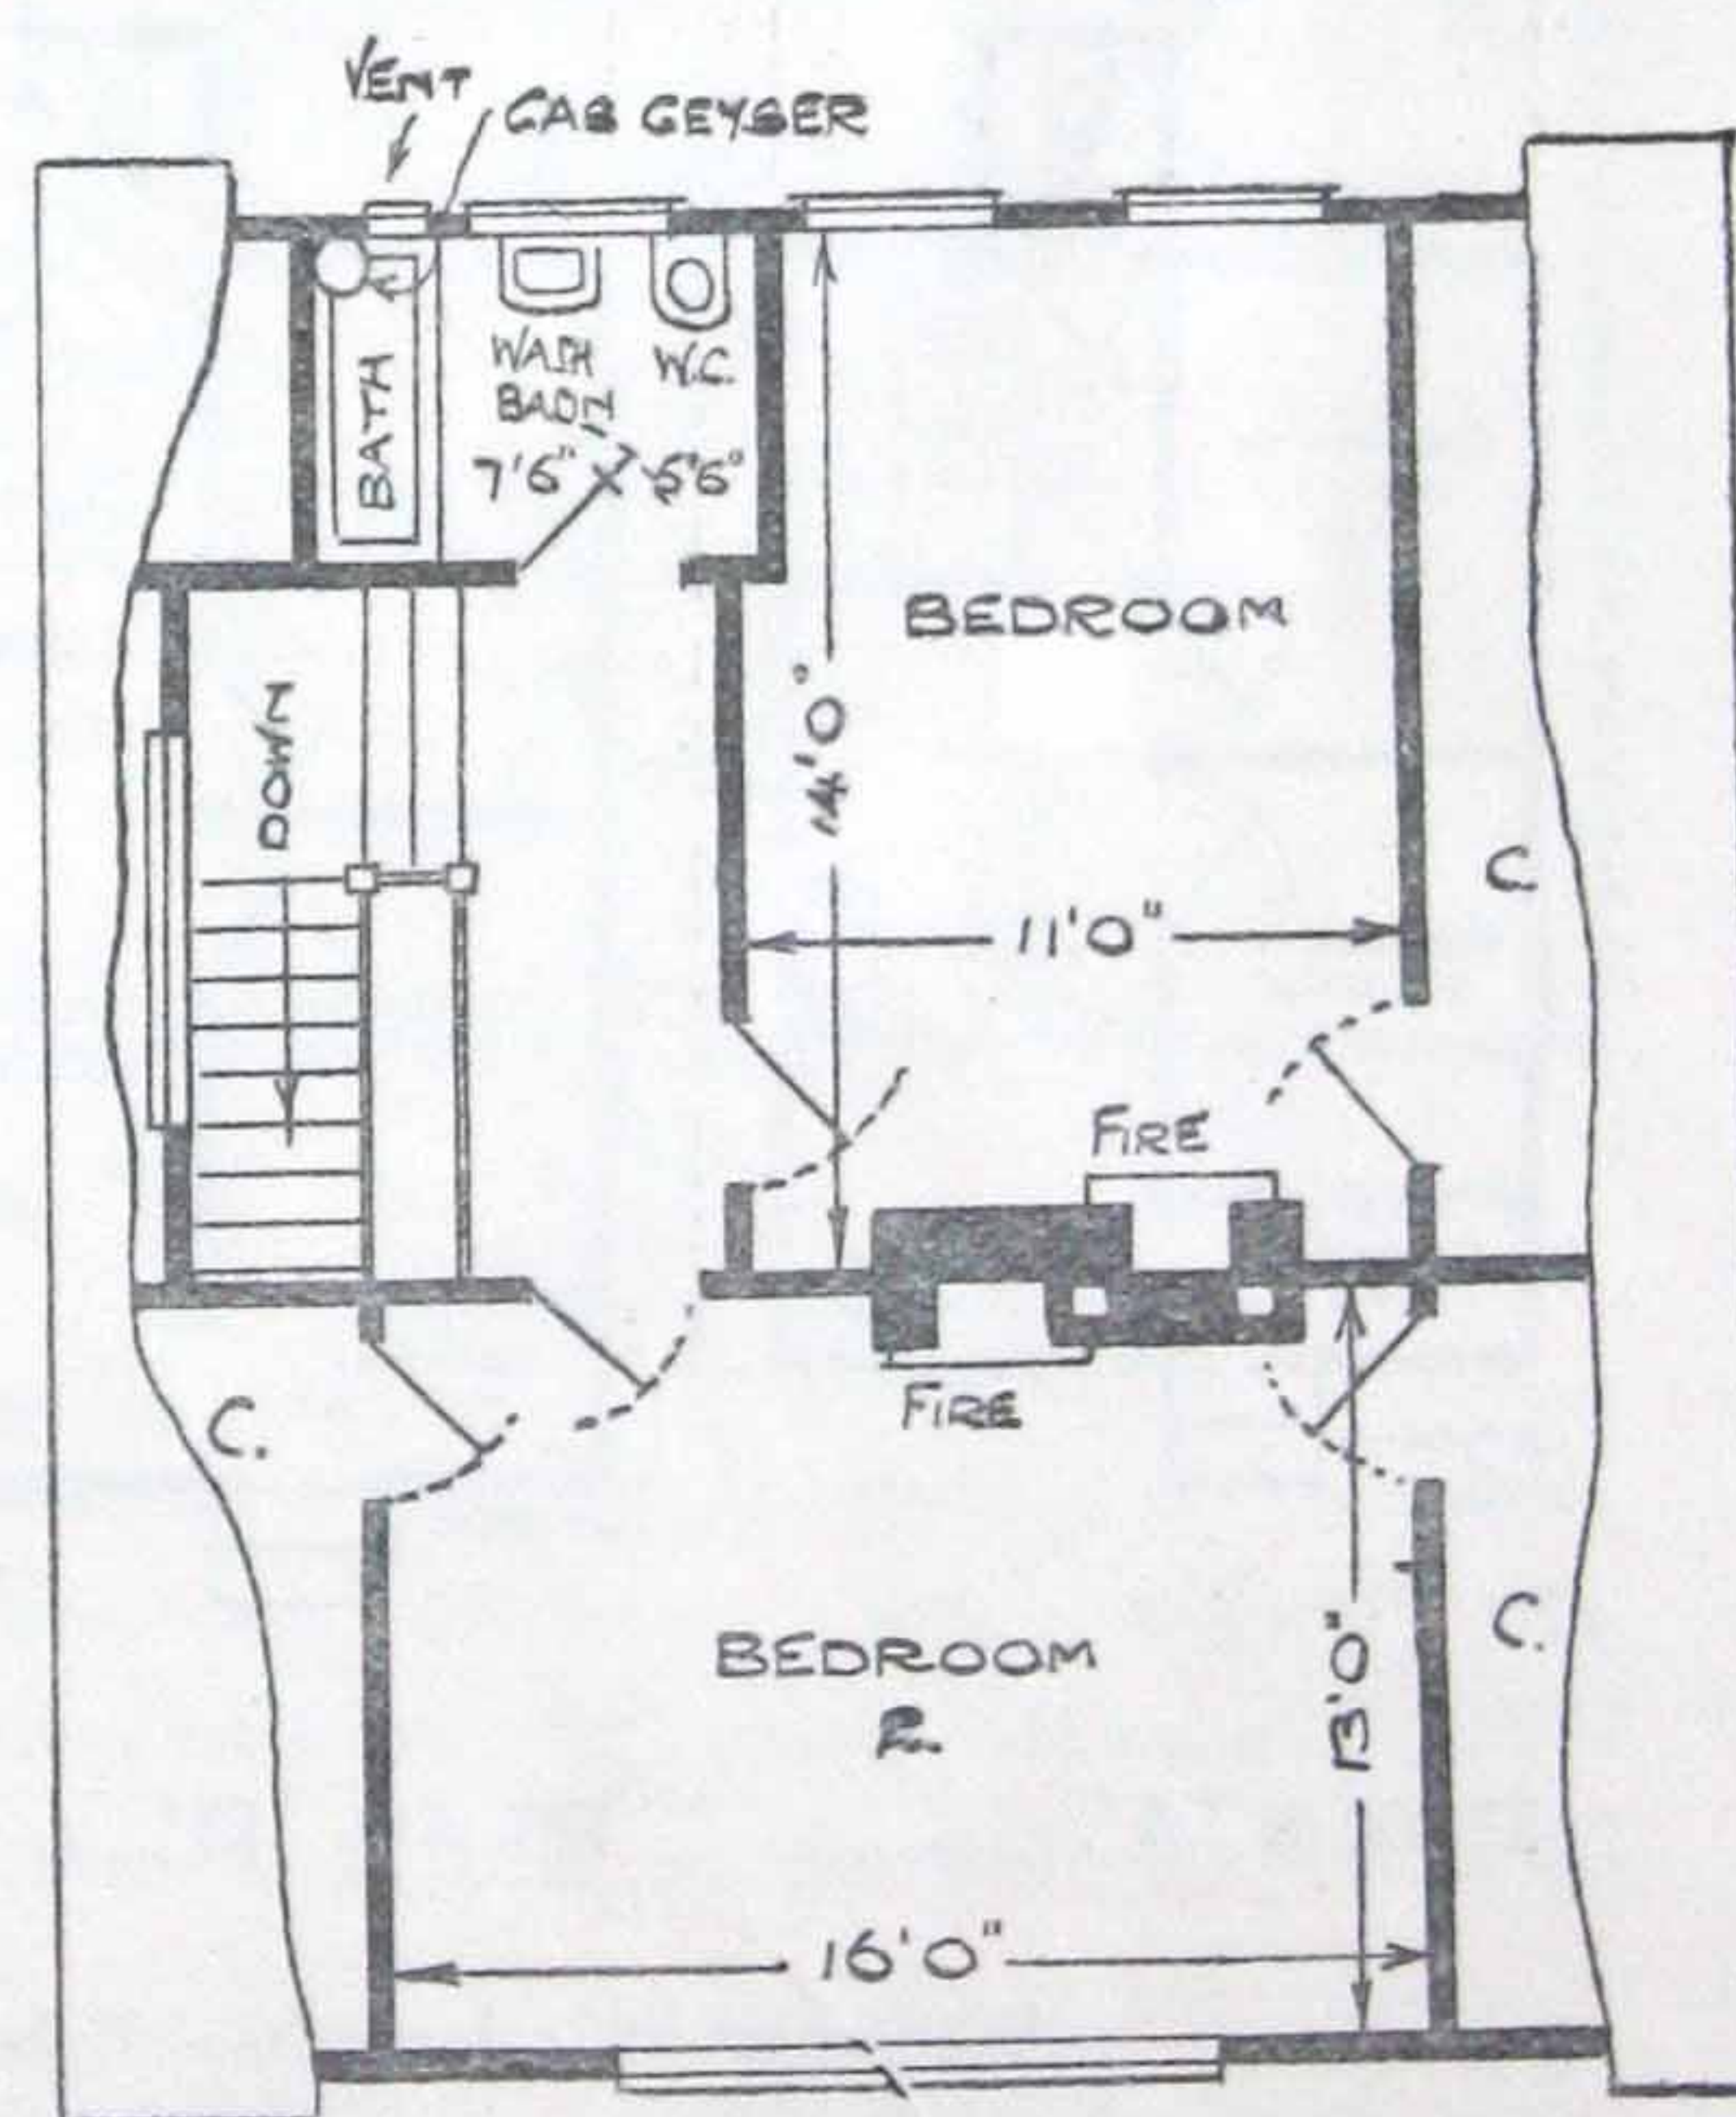 VENT
GAS GEYSER
BATH
WASH
BASIN
W.C.
7'6" X 5'6"
BEDROOM
DOWN
14'0"
C.
11'0"
FIRE
FIRE
C.
BEDROOM
2.
13'0"
C.
16'0"